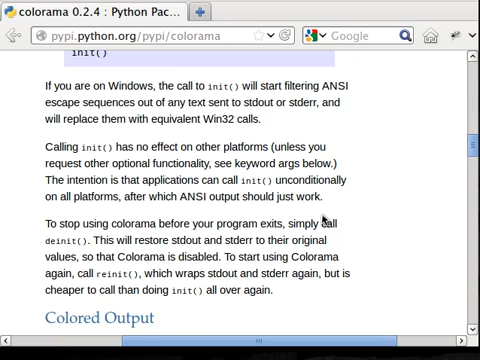 colorama 0.2.4 : Python Pac...
pypi.python.org/pypi/colorama
Google
init()
If you are on Windows, the call to init() will start filtering ANSI
escape sequences out of any text sent to stdout or stderr, and
will replace them with equivalent Win32 calls.
Calling init() has no effect on other platforms (unless you
request other optional functionality, see keyword args below.)
The intention is that applications can call init() unconditionally
on all platforms, after which ANSI output should just work.
To stop using colorama before your program exits, simply call
deinit(). This will restore stdout and stderr to their original
values, so that Colorama is disabled. To start using Colorama
again, call reinit(), which wraps stdout and stderr again, but is
cheaper to call than doing init() all over again.
Colored Output